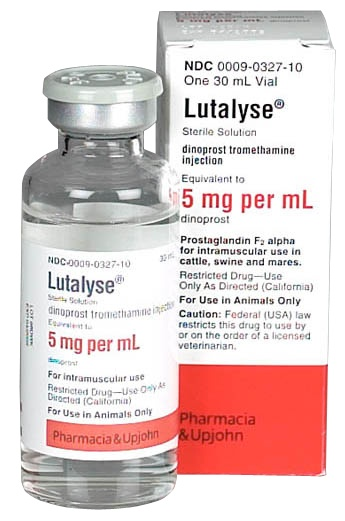 NDC 0009-0327-10
One 30 mL Vial
Lutalyse®
Sterile Solution
dinoprost tromethamine
injection
Equivalent to
5 mg per mL
dinoprost
Prostaglandin F2 alpha
for intramuscular use in
cattle, swine and mares.
Restricted Drug—Use
Only As Directed (California)
For Use in Animals Only
Caution: Federal (USA) law
restricts this drug to use by
or on the order of a licensed
veterinarian.
Pharmacia
&Upjohn
NDC-0009-0327-10
30 mL
Lutalyse®
Sterile Solution
dinoprost tromethamine injection
Equivalent to
5 mg per mL
dinoprost
For intramuscular use
Restricted Drug—Use Only As
Directed (California)
For Use in Animals Only
Pharmacia&Upjohn